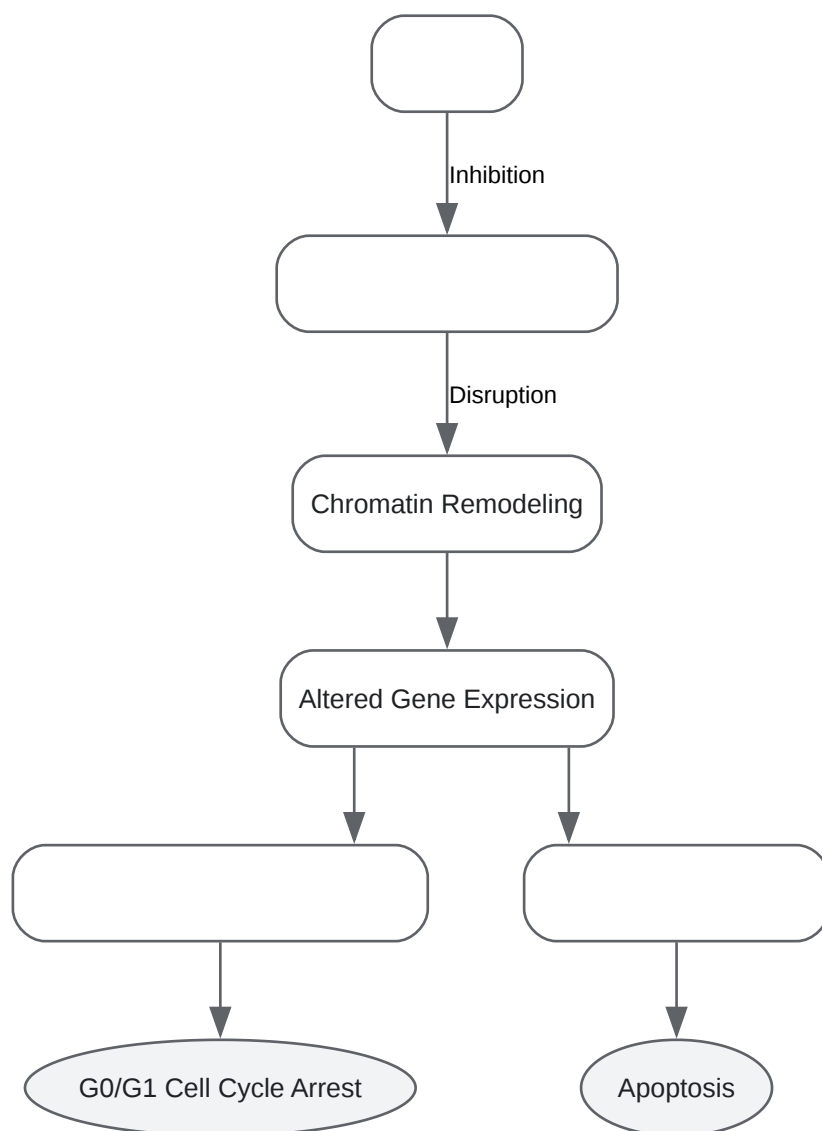 Inhibition
Disruption
Chromatin Remodeling
Altered Gene Expression
G0/G1 Cell Cycle Arrest
Apoptosis